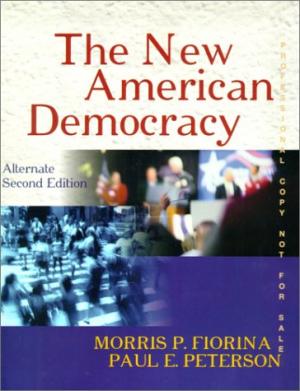 The New
American
Democracy
Alternate
Second Edition
PROFESSIONAL COPY NOT FOR SALE
MORRIS P. FIORINA
PAUL E. PETERSON